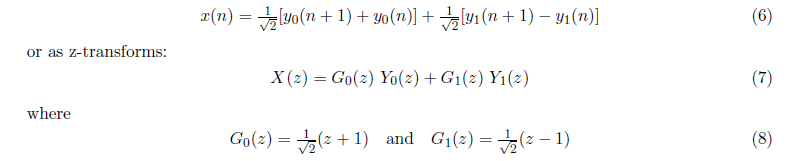 x(n) = 1/√2 [y₀(n + 1) + y₀(n)] + 1/√2 [y₁(n + 1) − y₁(n)] (6)
or as z-transforms:
X(z) = G₀(z) Y₀(z) + G₁(z) Y₁(z) (7)
where
G₀(z) = 1/√2 (z + 1) and G₁(z) = 1/√2 (z − 1) (8)